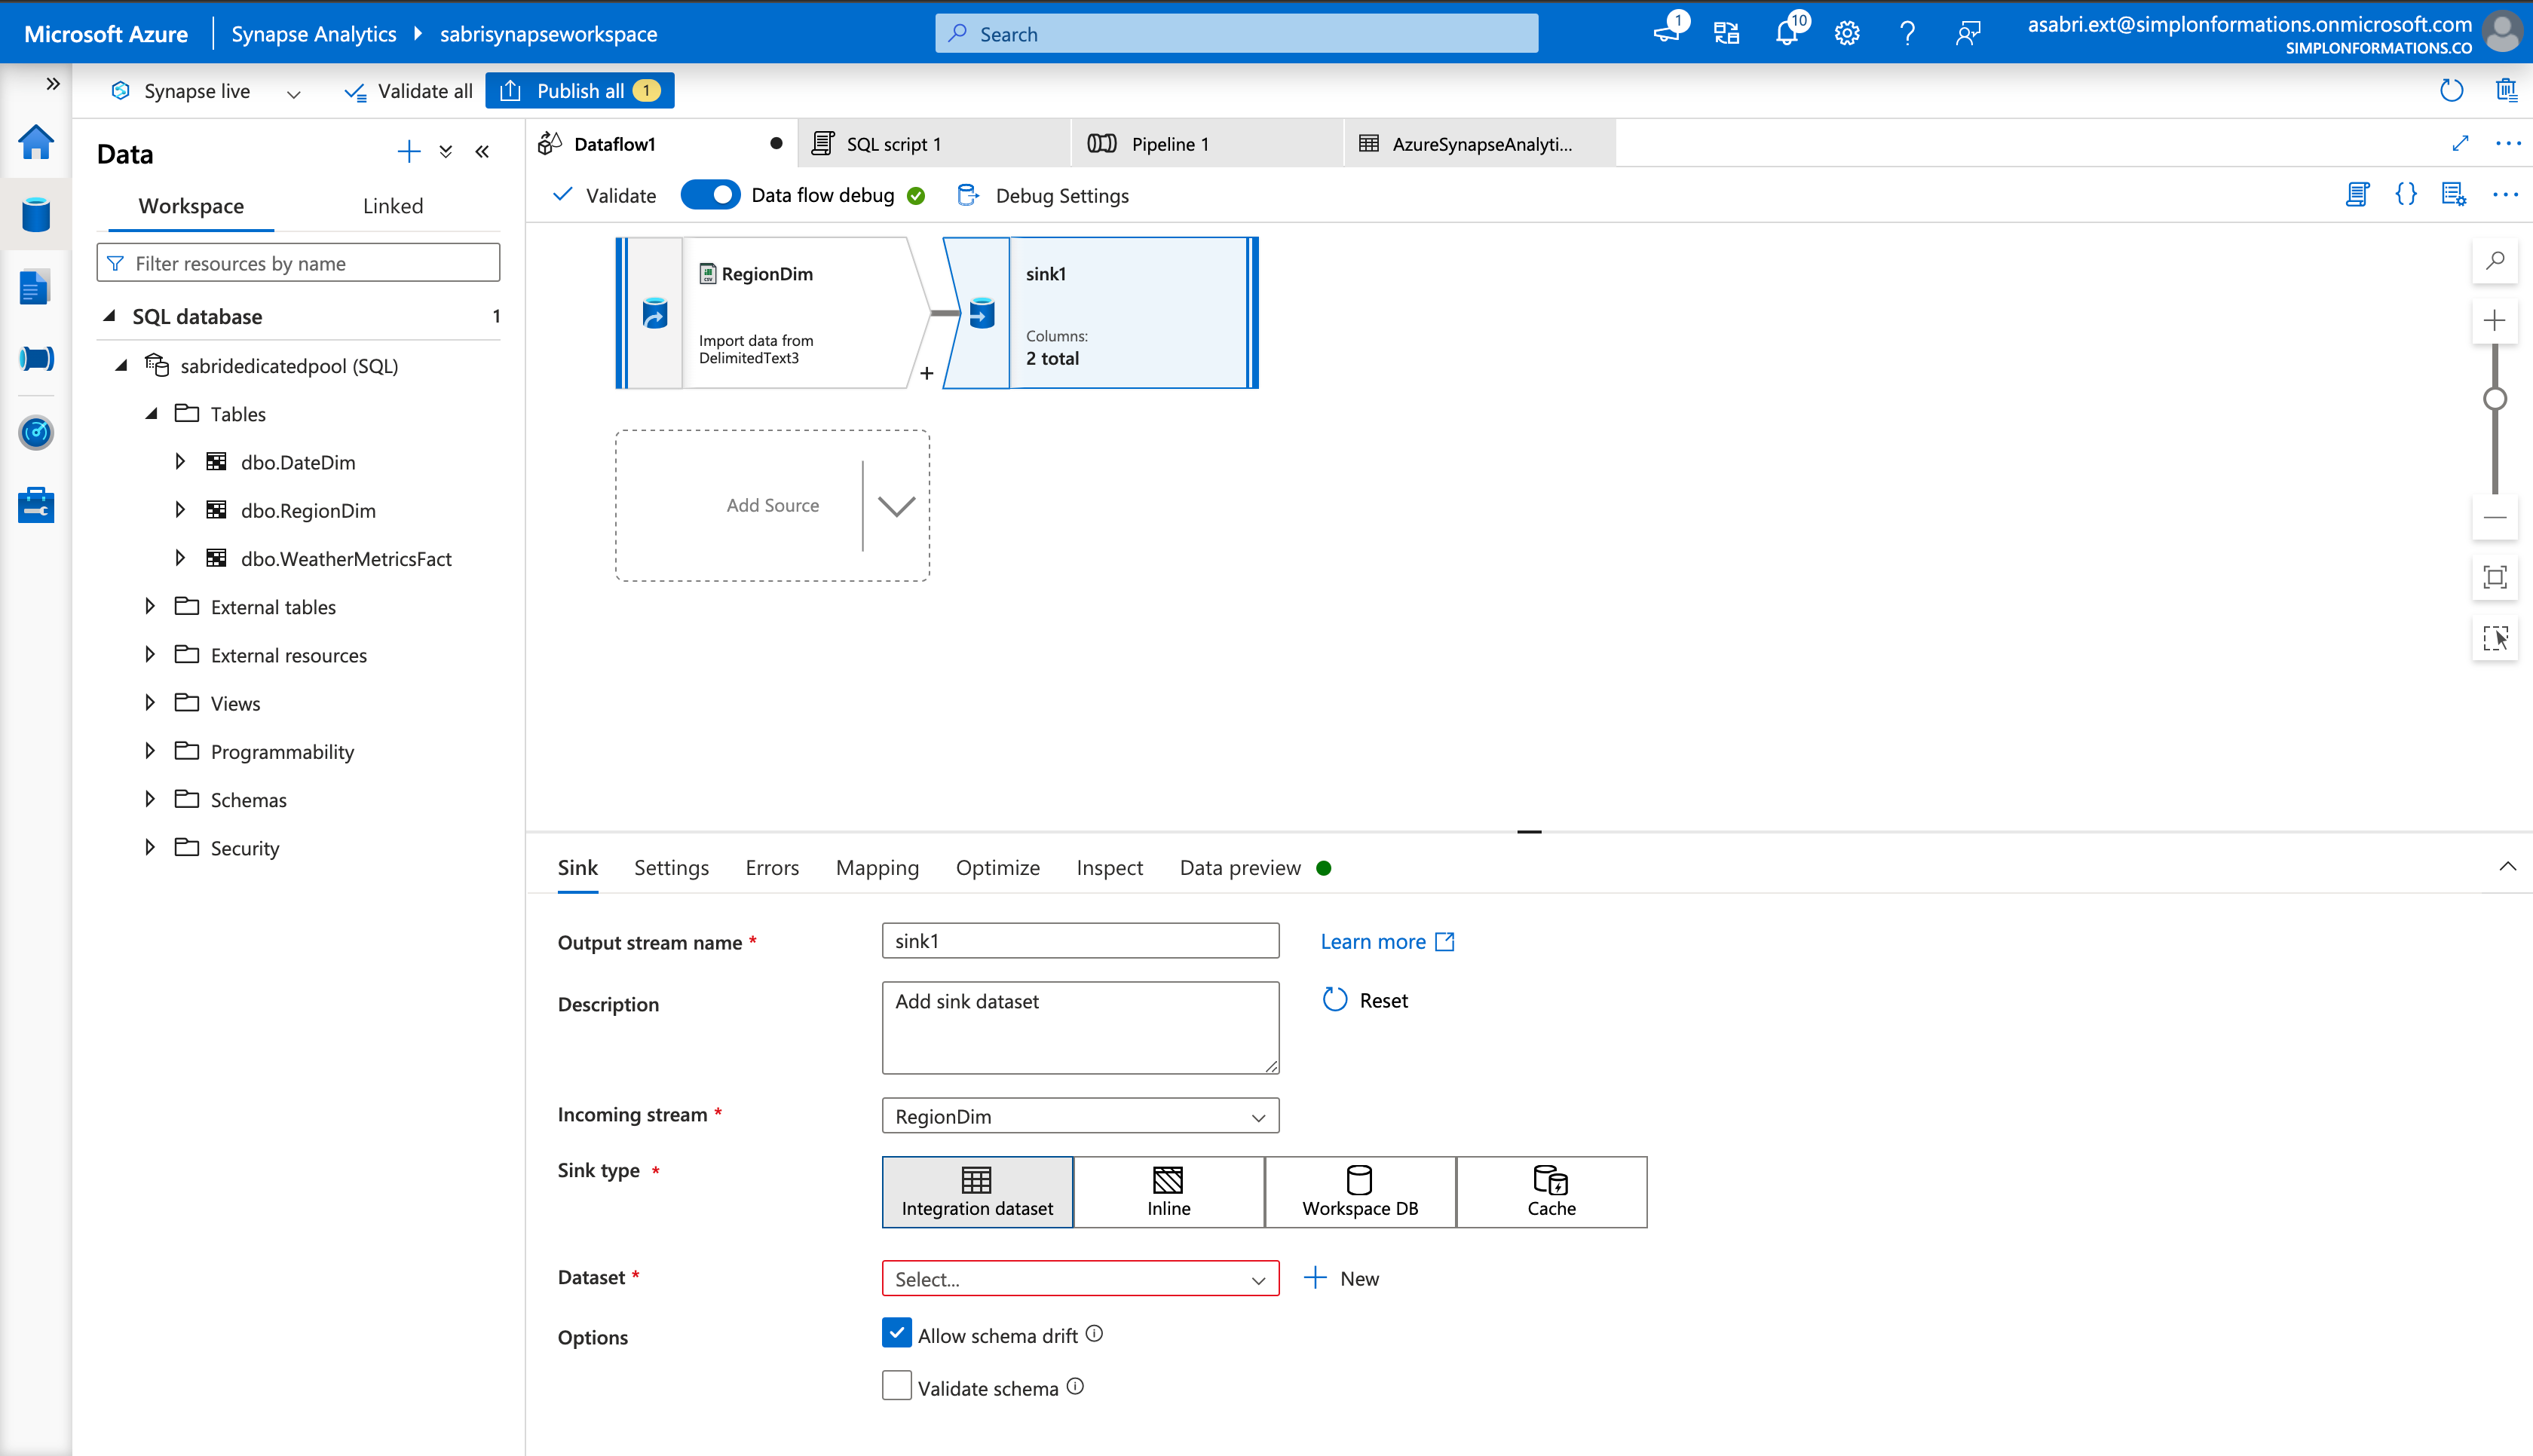 Microsoft Azure
Synapse Analytics
sabrisynapseworkspace
Search
1
10
asabri.ext@simplonformations.onmicrosoft.com
SIMPLONFORMATIONS.CO
Synapse live
Validate all
Publish all 1
Data
Workspace
Linked
Filter resources by name
SQL database 1
sabridedicatedpool (SQL)
Tables
dbo.DateDim
dbo.RegionDim
dbo.WeatherMetricsFact
External tables
External resources
Views
Programmability
Schemas
Security
Dataflow1
SQL script 1
Pipeline 1
AzureSynapseAnalyti...
Validate
Data flow debug
Debug Settings
RegionDim
Import data from
DelimitedText3
sink1
Columns:
2 total
Add Source
Sink
Settings
Errors
Mapping
Optimize
Inspect
Data preview
Output stream name *
sink1
Learn more
Description
Add sink dataset
Reset
Incoming stream *
RegionDim
Sink type *
Integration dataset
Inline
Workspace DB
Cache
Dataset *
Select...
New
Options
Allow schema drift
Validate schema